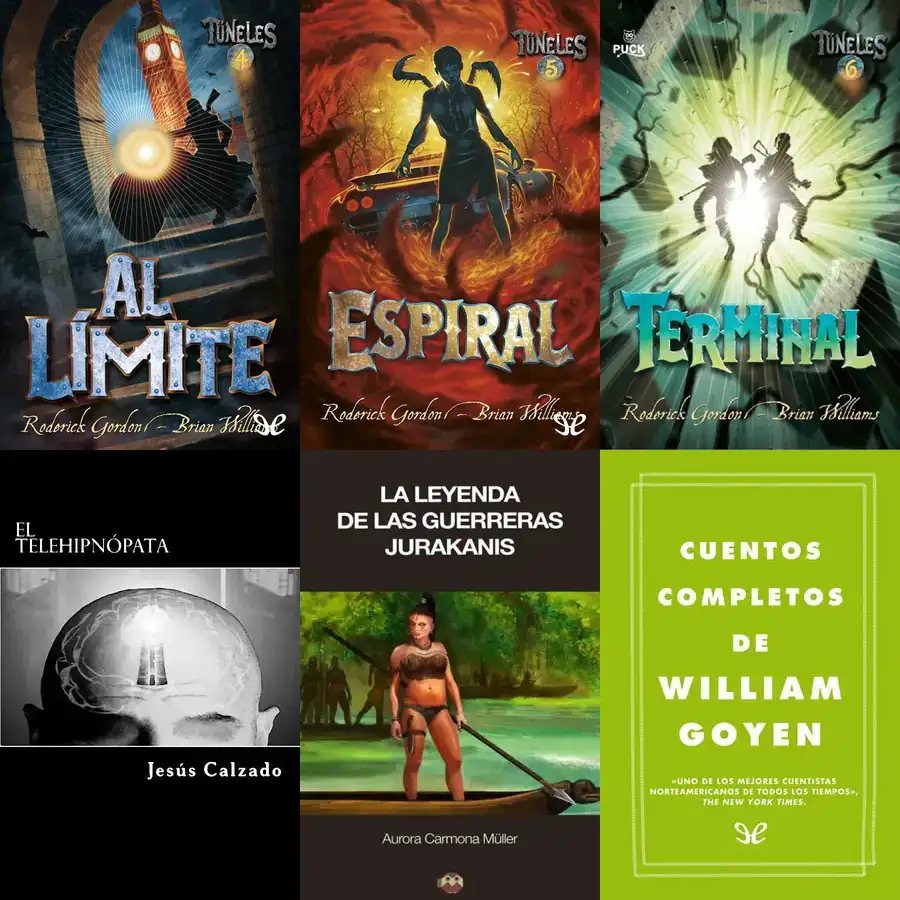 TÚNELES
4
AL
LÍMITE
Roderick Gordon – Brian
TÚNELES
5
ESPIRAL
Roderick Gordon – Brian Williams
PUCK
TÚNELES
6
TERMINAL
Roderick Gordon – Brian Williams
EL
TELEHIPNÓPATA
Jesús Calzado
LA LEYENDA
DE LAS GUERRERAS
JURAKANIS
Aurora Carmona Müller
CUENTOS
COMPLETOS
DE
WILLIAM
GOYEN
«UNO DE LOS MEJORES CUENTISTAS
NORTEAMERICANOS DE TODOS LOS TIEMPOS»,
THE NEW YORK TIMES.